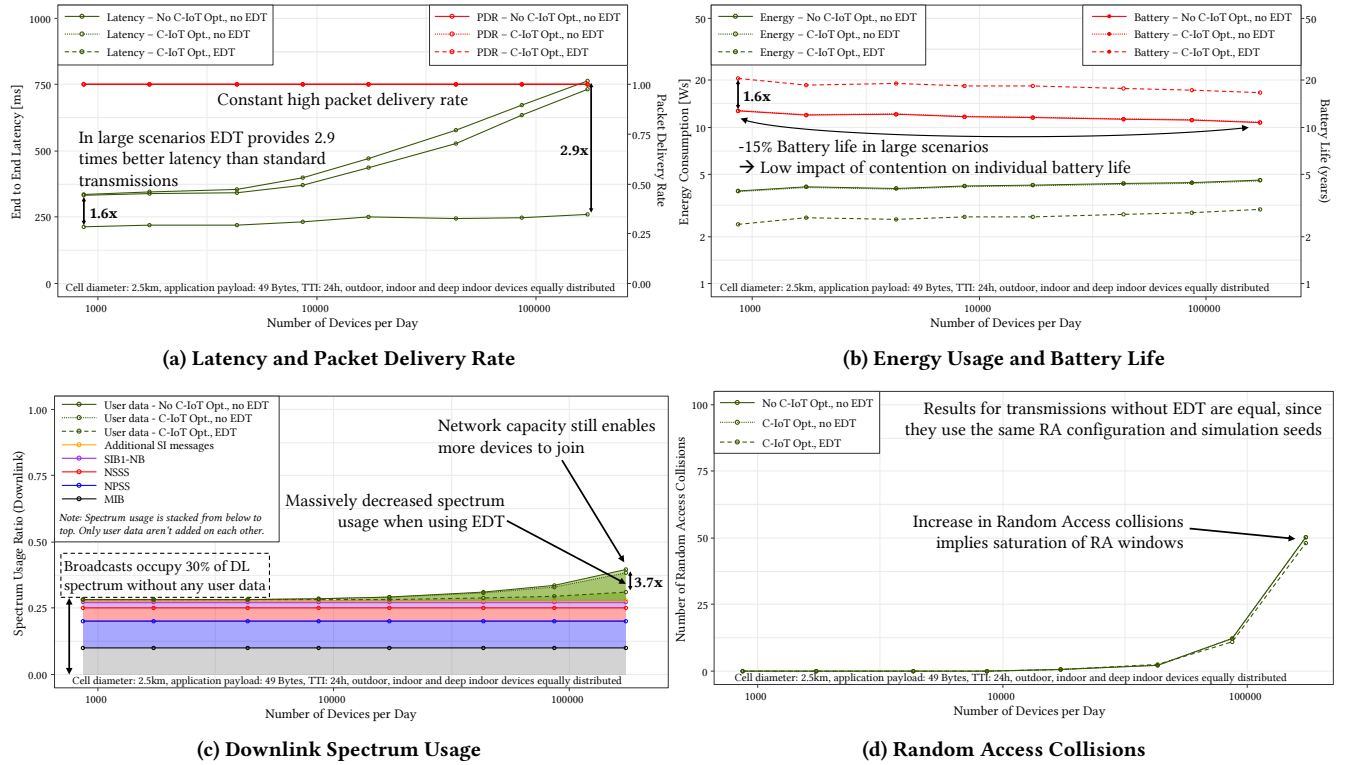 Latency – No C-IoT Opt., no EDT
Latency – C-IoT Opt., no EDT
Latency – C-IoT Opt., EDT
PDR – No C-IoT Opt., no EDT
PDR – C-IoT Opt., no EDT
PDR – C-IoT Opt., EDT
1000
750
500
250
0
End to End Latency [ms]
1.00
0.75
0.50
0.25
0.00
Packet Delivery Rate
Constant high packet delivery rate
In large scenarios EDT provides 2.9
times better latency than standard
transmissions
1.6x
2.9x
Cell diameter: 2.5km, application payload: 49 Bytes, TTI: 24h, outdoor, indoor and deep indoor devices equally distributed
1000
10000
100000
Number of Devices per Day
(a) Latency and Packet Delivery Rate
Energy – No C-IoT Opt., no EDT
Energy – C-IoT Opt., no EDT
Energy – C-IoT Opt., EDT
Battery – No C-IoT Opt., no EDT
Battery – C-IoT Opt., no EDT
Battery – C-IoT Opt., EDT
50
20
10
5
2
1
Energy Consumption [Ws]
50
20
10
5
2
1
Battery Life (years)
1.6x
-15% Battery life in large scenarios
→ Low impact of contention on individual battery life
Cell diameter: 2.5km, application payload: 49 Bytes, TTI: 24h, outdoor, indoor and deep indoor devices equally distributed
1000
10000
100000
Number of Devices per Day
(b) Energy Usage and Battery Life
User data - No C-IoT Opt., no EDT
User data - C-IoT Opt., no EDT
User data - C-IoT Opt., EDT
Additional SI messages
SIB1-NB
NSSS
NPSS
MIB
Note: Spectrum usage is stacked from below to
top. Only user data aren't added on each other.
1.00
0.75
0.50
0.25
0.00
Spectrum Usage Ratio (Downlink)
Network capacity still enables
more devices to join
Massively decreased spectrum
usage when using EDT
Broadcasts occupy 30% of DL
spectrum without any user data
3.7x
Cell diameter: 2.5km, application payload: 49 Bytes, TTI: 24h, outdoor, indoor and deep indoor devices equally distributed
1000
10000
100000
Number of Devices per Day
(c) Downlink Spectrum Usage
No C-IoT Opt., no EDT
C-IoT Opt., no EDT
C-IoT Opt., EDT
100
75
50
25
0
Number of Random Access Collisions
Results for transmissions without EDT are equal, since
they use the same RA configuration and simulation seeds
Increase in Random Access collisions
implies saturation of RA windows
Cell diameter: 2.5km, application payload: 49 Bytes, TTI: 24h, outdoor, indoor and deep indoor devices equally distributed
1000
10000
100000
Number of Devices per Day
(d) Random Access Collisions